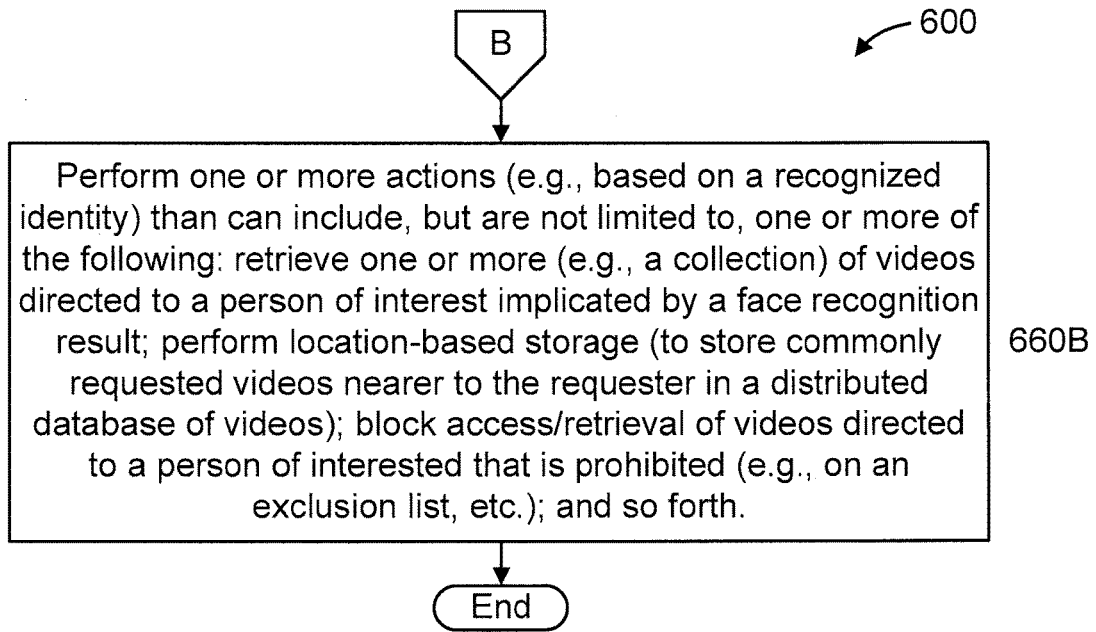 B
600
Perform one or more actions (e.g., based on a recognized
identity) than can include, but are not limited to, one or more of
the following: retrieve one or more (e.g., a collection) of videos
directed to a person of interest implicated by a face recognition
result; perform location-based storage (to store commonly
requested videos nearer to the requester in a distributed
database of videos); block access/retrieval of videos directed
to a person of interested that is prohibited (e.g., on an
exclusion list, etc.); and so forth.
660B
End